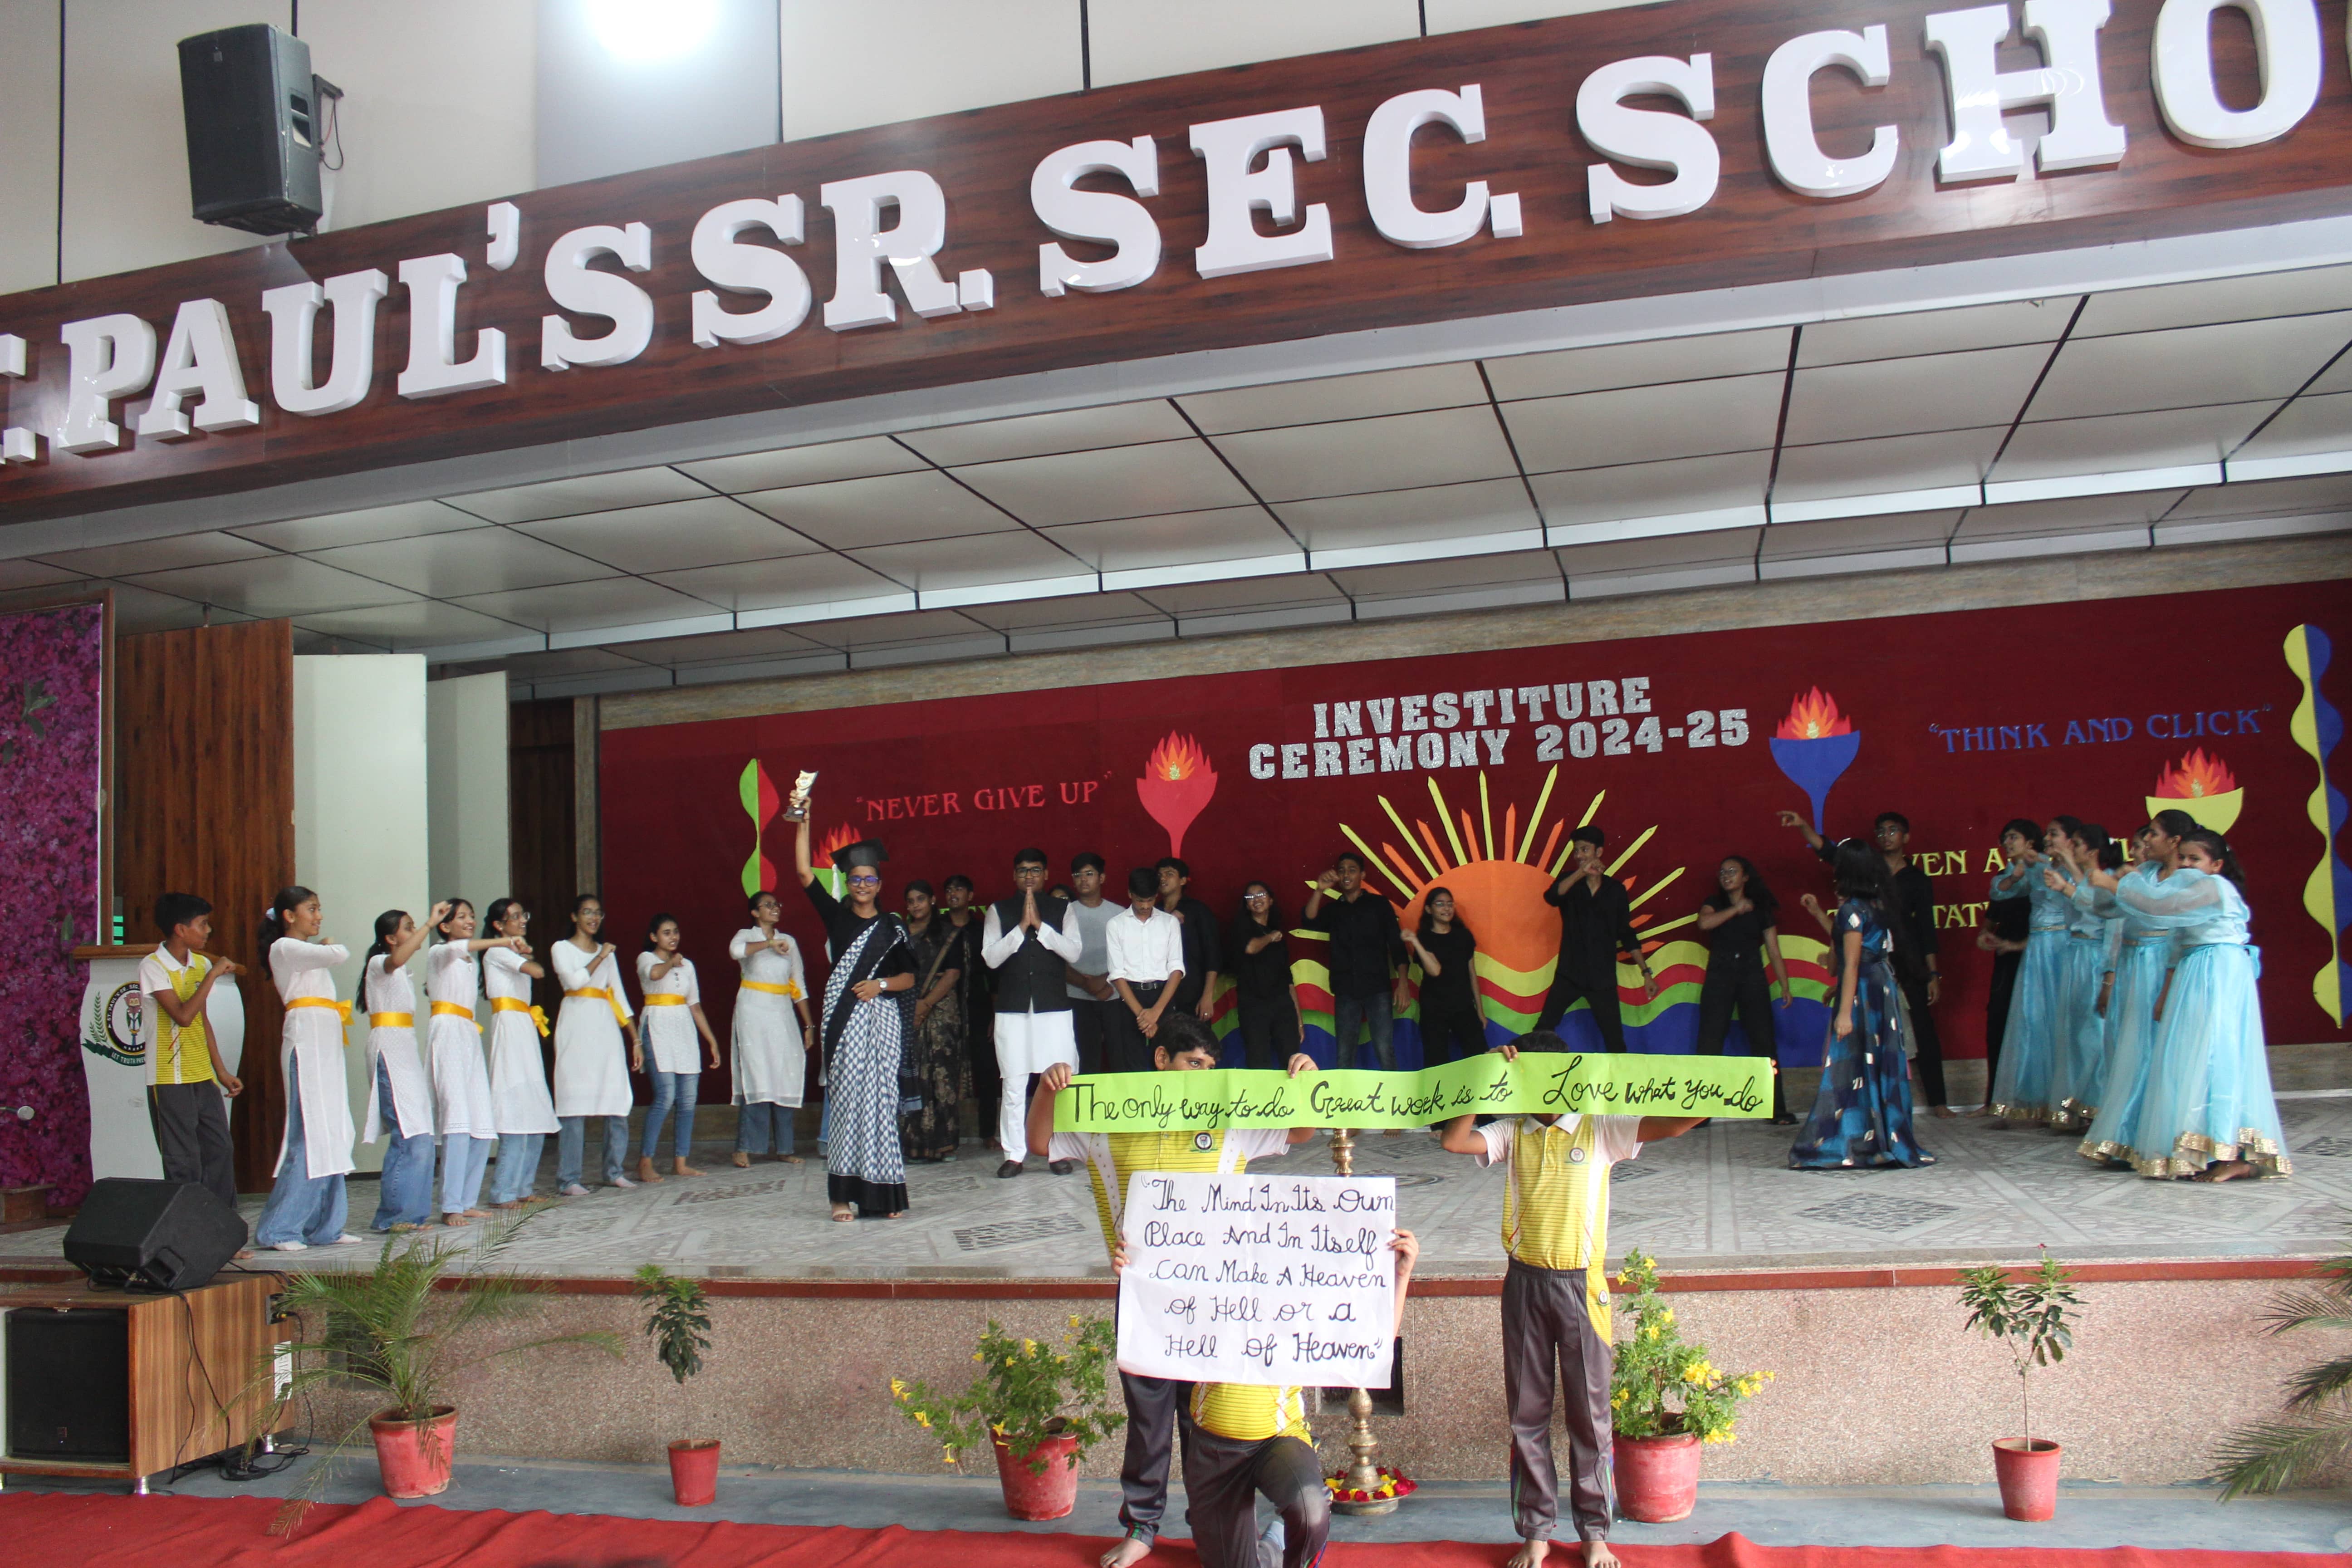 . PAUL'S SR. SEC. SCHO
INVESTITURE
CEREMONY 2024-25
"NEVER GIVE UP"
"THINK AND CLICK"
The only way to do Great work is to Love what you do
"The Mind In Its Own
Place And In Itself
Can Make A Heaven
of Hell or a
Hell of Heaven"